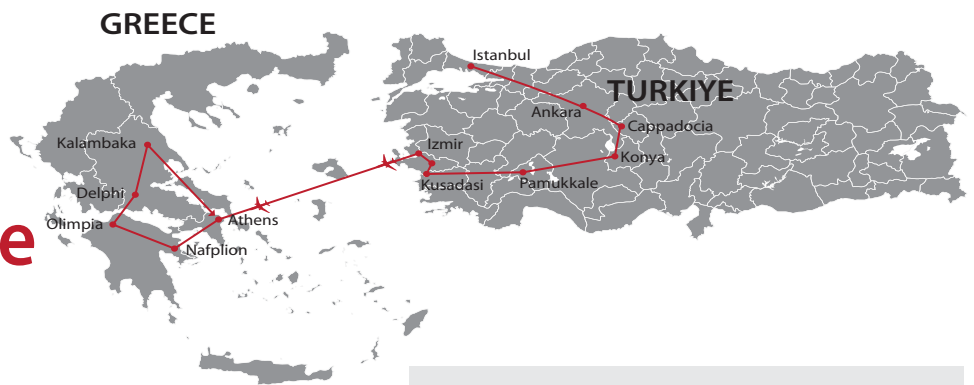 GREECE
Istanbul
TURKIYE
Ankara
Cappadocia
Kalambaka
Izmir
Konya
Kusadasi
Pamukkale
Delphi
Olimpia
Athens
e
Nafplion